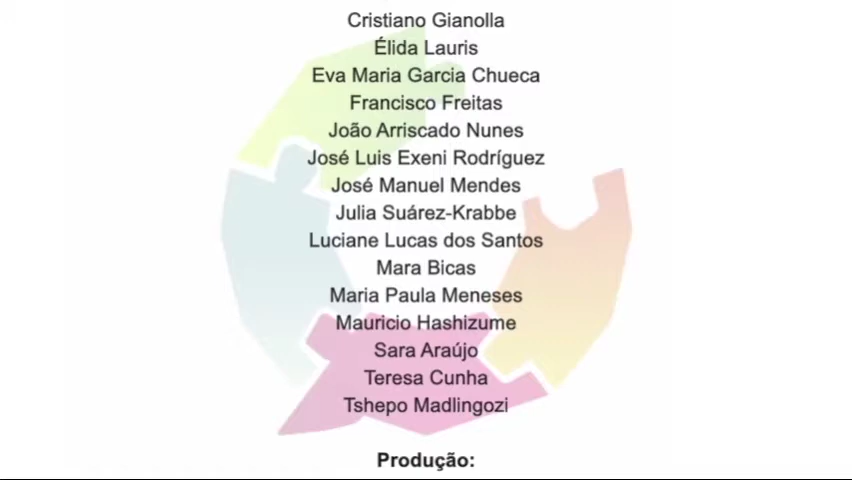 Cristiano Gianolla
Élida Lauris
Eva Maria Garcia Chueca
Francisco Freitas
João Arriscado Nunes
José Luis Exeni Rodríguez
José Manuel Mendes
Julia Suárez-Krabbe
Luciane Lucas dos Santos
Mara Bicas
Maria Paula Meneses
Mauricio Hashizume
Sara Araújo
Teresa Cunha
Tshepo Madlingozi
Produção: